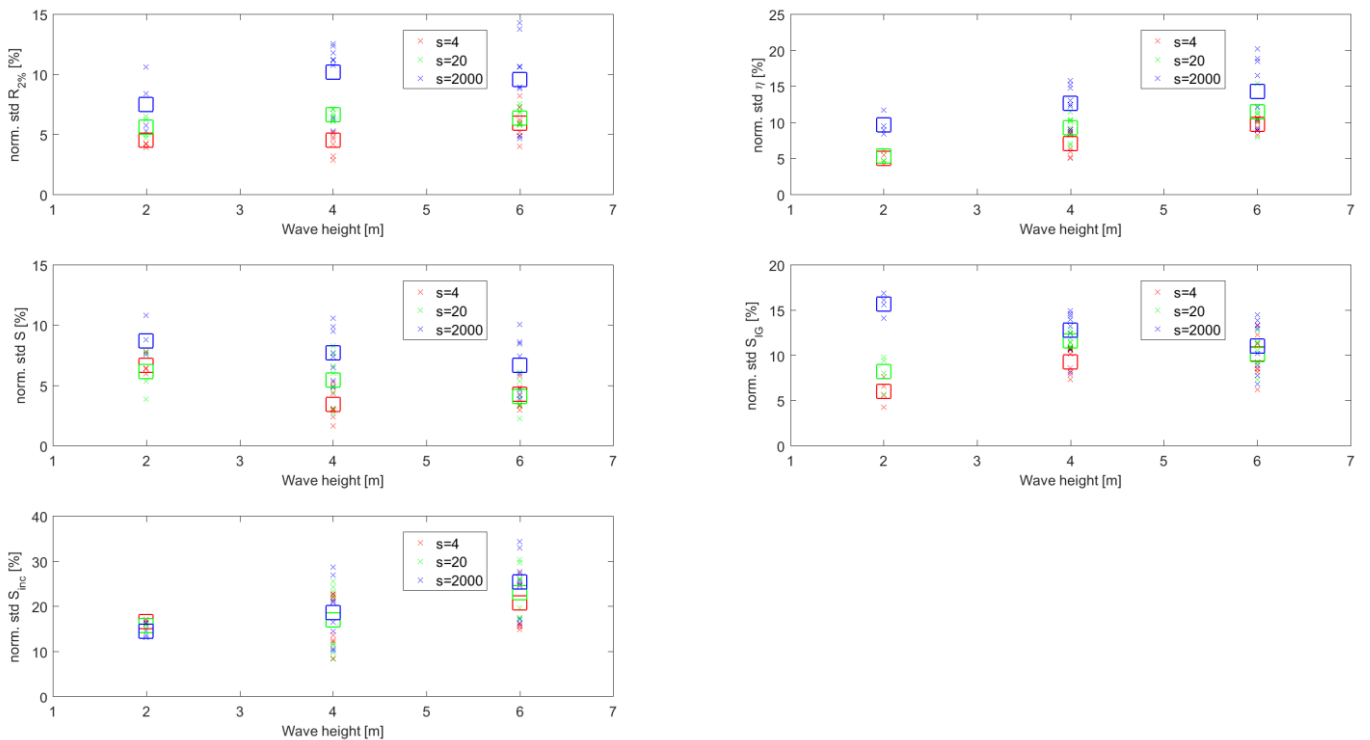 norm. std R2% [%]
15
10
5
0
s=4
s=20
s=2000
1 2 3 4 5 6 7
Wave height [m]
norm. std η [%]
25
20
15
10
5
0
s=4
s=20
s=2000
1 2 3 4 5 6 7
Wave height [m]
norm. std S [%]
15
10
5
0
s=4
s=20
s=2000
1 2 3 4 5 6 7
Wave height [m]
norm. std SIG [%]
20
15
10
5
0
s=4
s=20
s=2000
1 2 3 4 5 6 7
Wave height [m]
norm. std Sinc [%]
40
30
20
10
0
s=4
s=20
s=2000
1 2 3 4 5 6 7
Wave height [m]